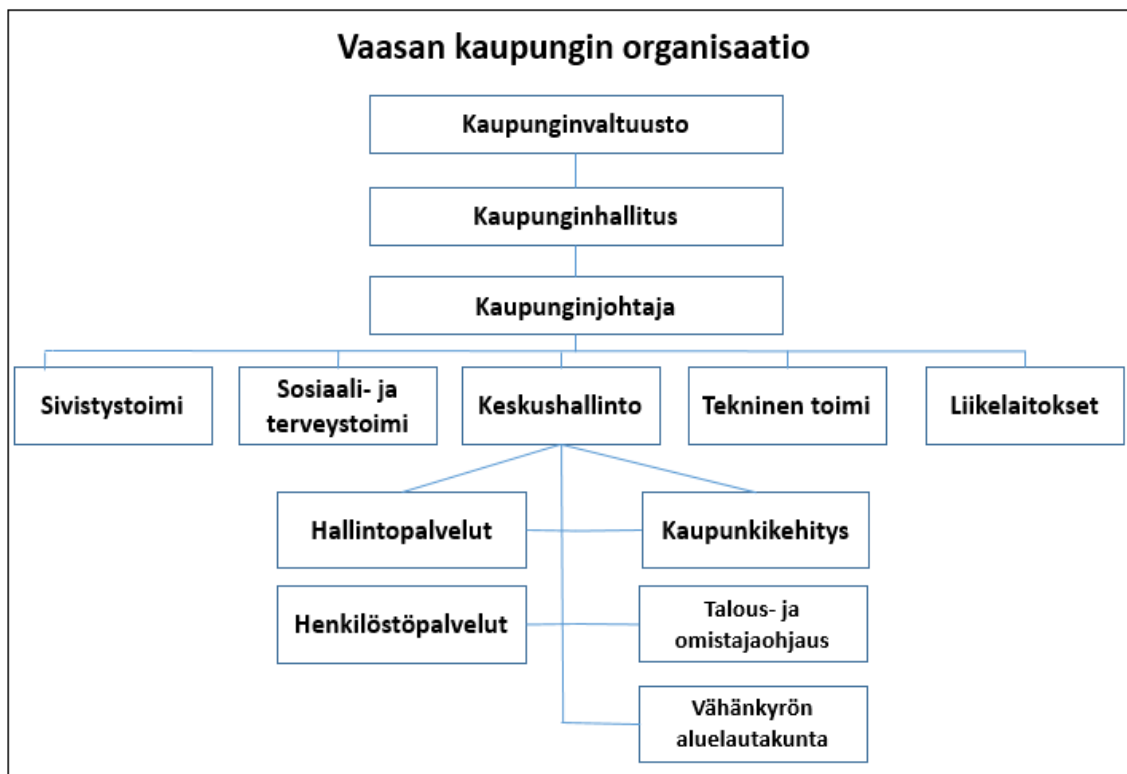 Vaasan kaupungin organisaatio
Kaupunginvaltuusto
Kaupunginhallitus
Kaupunginjohtaja
Sivistystoimi
Sosiaali- ja
terveystoimi
Keskushallinto
Tekninen toimi
Liikelaitokset
Hallintopalvelut
Kaupunkikehitys
Henkilöstöpalvelut
Talous- ja
omistajaohjaus
Vähänkyrön
aluelautakunta